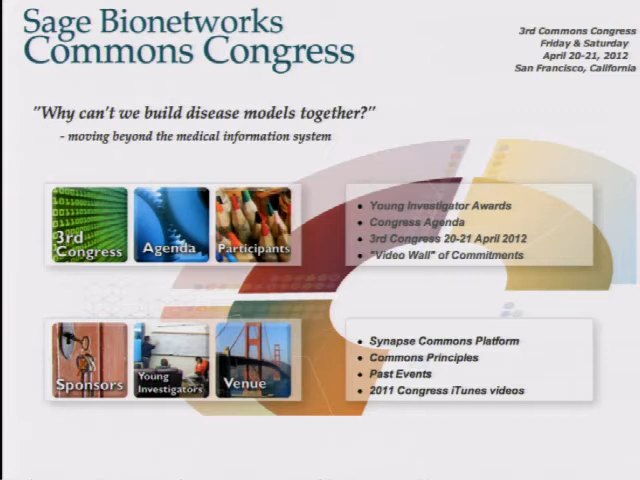 Sage Bionetworks
Commons Congress
3rd Commons Congress
Friday & Saturday
April 20-21, 2012
San Francisco, California
"Why can't we build disease models together?"
- moving beyond the medical information system
3rd
Congress
Agenda
Participants
Young Investigator Awards
Congress Agenda
3rd Congress 20-21 April 2012
"Video Wall" of Commitments
Sponsors
Young
Investigators
Venue
Synapse Commons Platform
Commons Principles
Past Events
2011 Congress iTunes videos